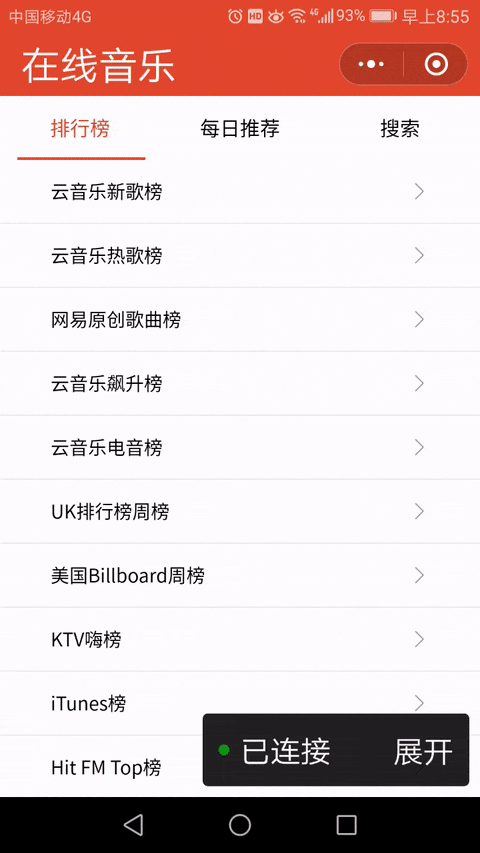 中国移动4G HD 4G 93% 早上8:55
在线音乐
排行榜 每日推荐 搜索
云音乐新歌榜
云音乐热歌榜
网易原创歌曲榜
云音乐飙升榜
云音乐电音榜
UK排行榜周榜
美国Billboard周榜
KTV嗨榜
iTunes榜
已连接 展开
Hit FM Top榜